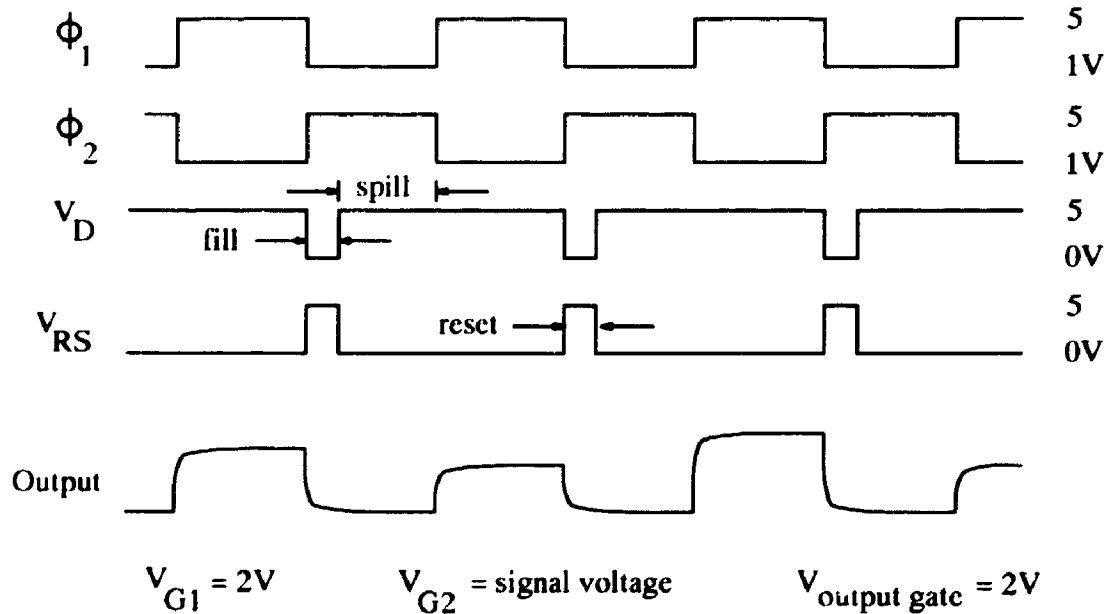 ϕ1 5
1V
ϕ2 5
1V
spill
VD 5
fill 0V
VRS 5
reset 0V
Output
VG1 = 2V VG2 = signal voltage Voutput gate = 2V